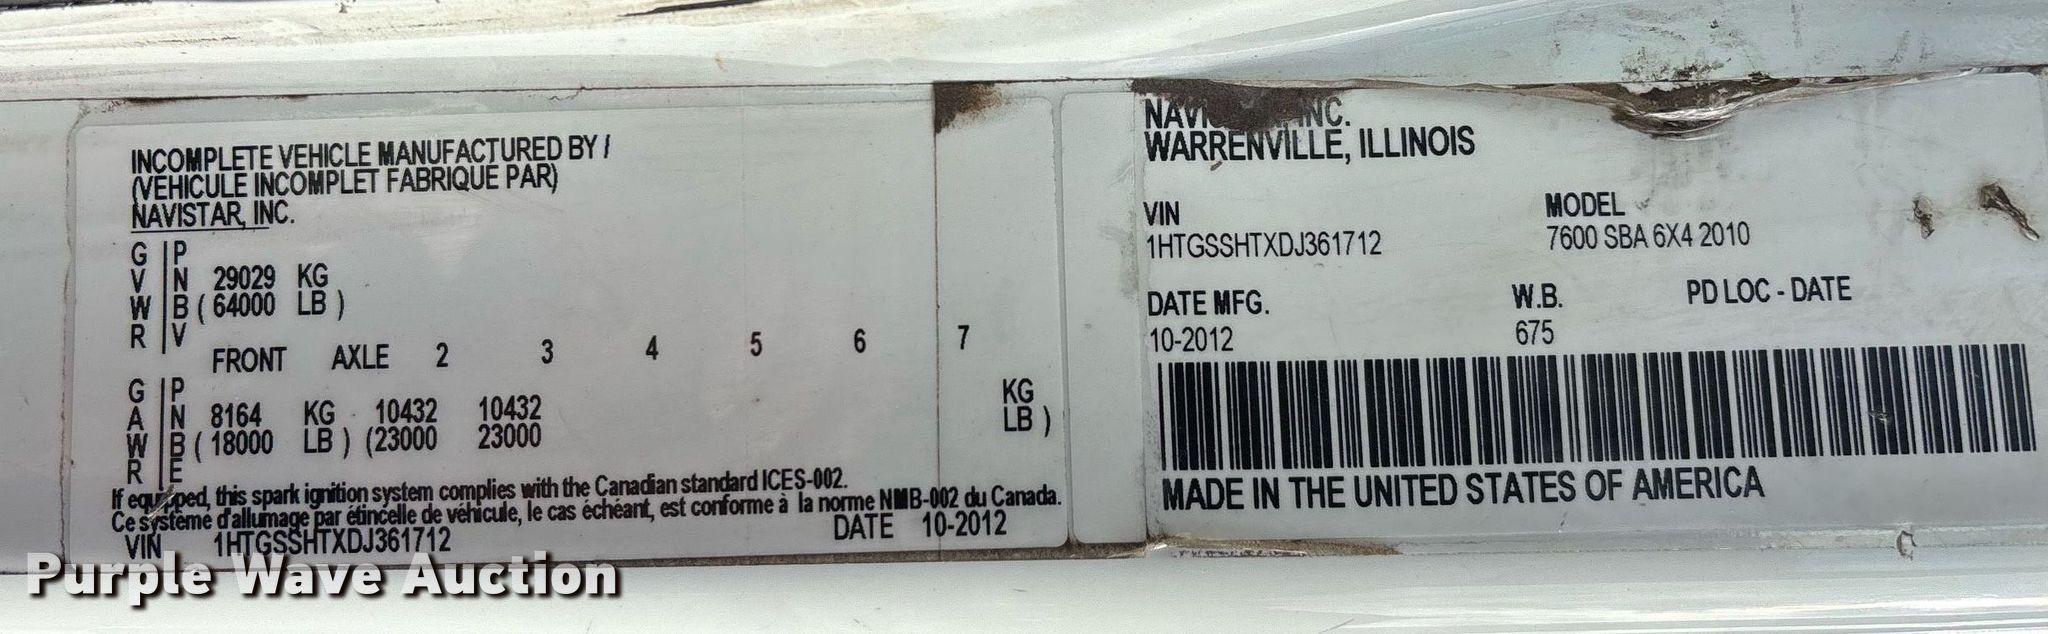 INCOMPLETE VEHICLE MANUFACTURED BY /
(VEHICULE INCOMPLET FABRIQUE PAR)
NAVISTAR, INC.
G P
V N 29029 KG
W B ( 64000 LB )
R V
FRONT AXLE 2 3 4 5 6 7
G P
A N 8164 KG 10432 10432 KG
W B ( 18000 LB ) (23000 23000 LB )
R E
If equipped, this spark ignition system complies with the Canadian standard ICES-002.
Ce système d'allumage par étincelle de véhicule, le cas échéant, est conforme à la norme NMB-002 du Canada.
VIN 1HTGSSHTXDJ361712 DATE 10-2012
INC.
WARRENVILLE, ILLINOIS
VIN MODEL
1HTGSSHTXDJ361712 7600 SBA 6X4 2010
DATE MFG. W.B. PD LOC - DATE
10-2012 675
MADE IN THE UNITED STATES OF AMERICA
Purple Wave Auction